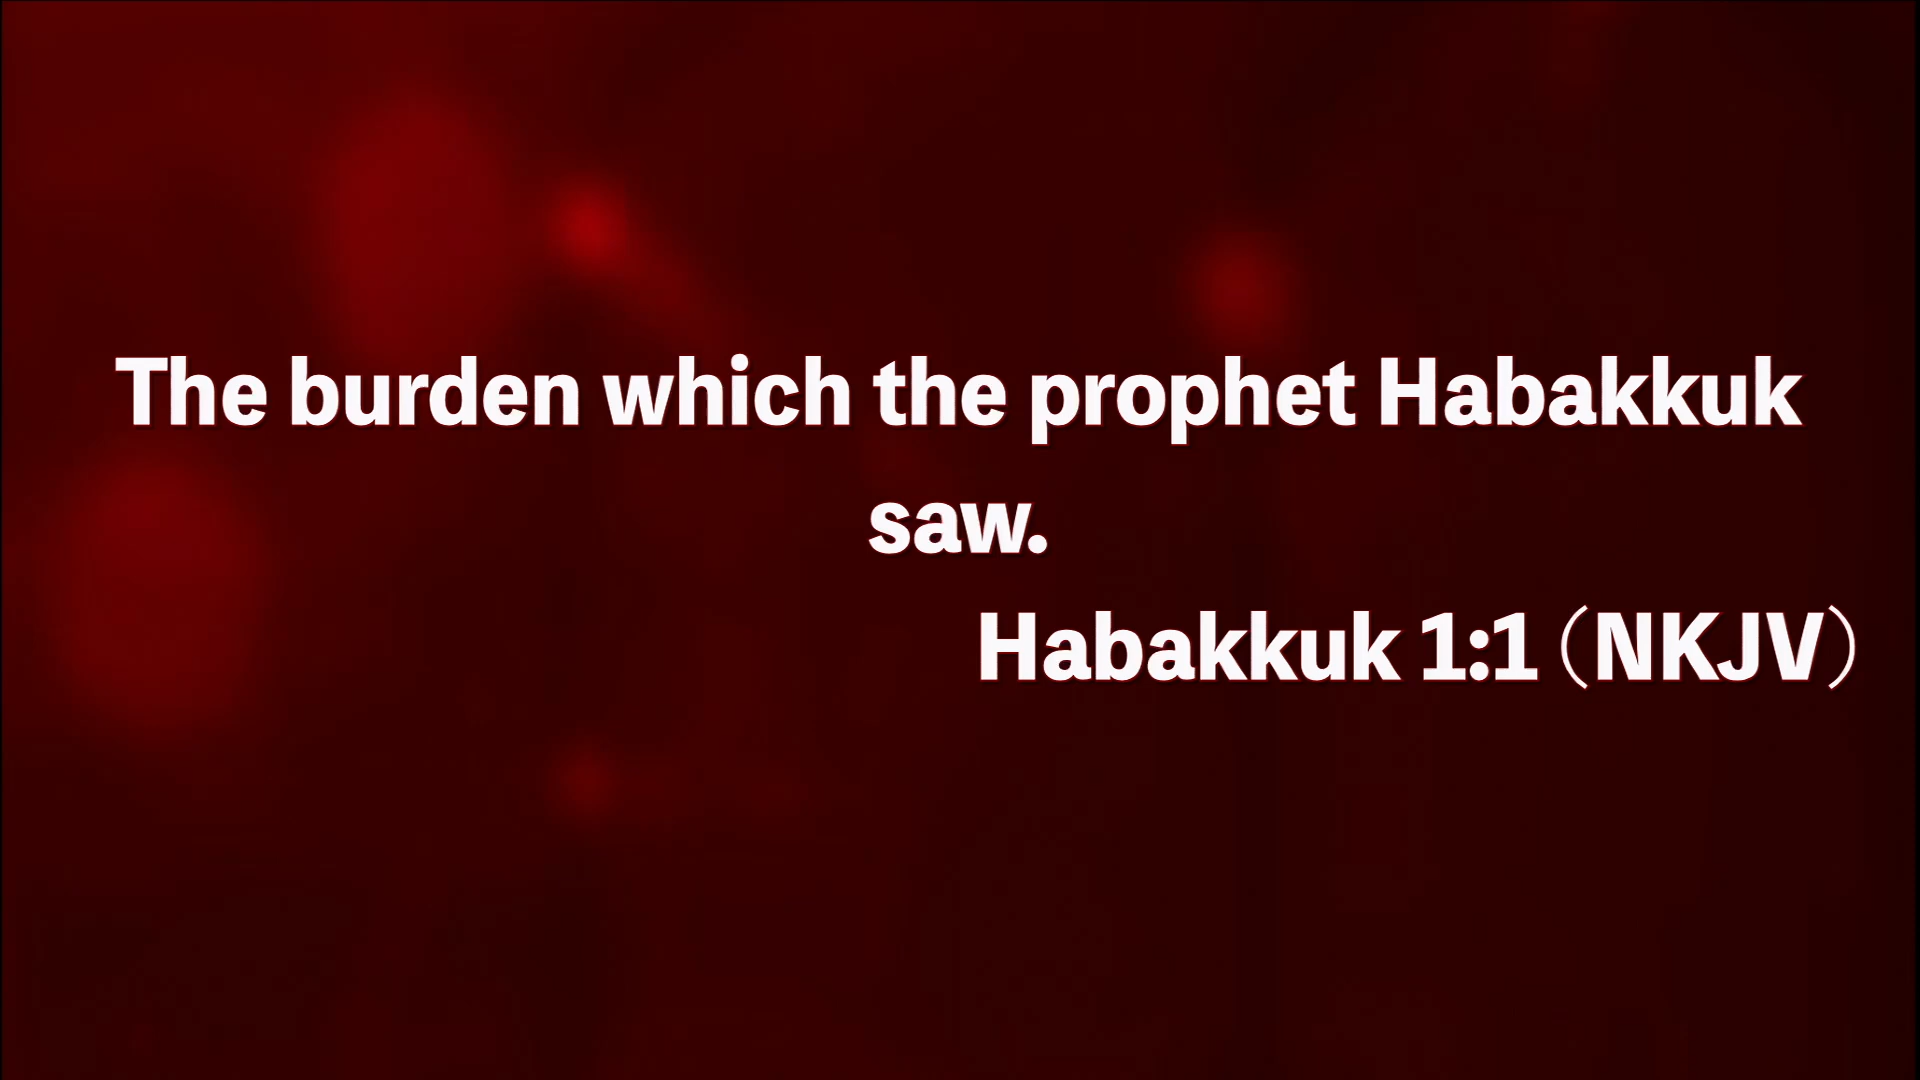 The burden which the prophet Habakkuk
saw.
Habakkuk 1:1 (NKJV)